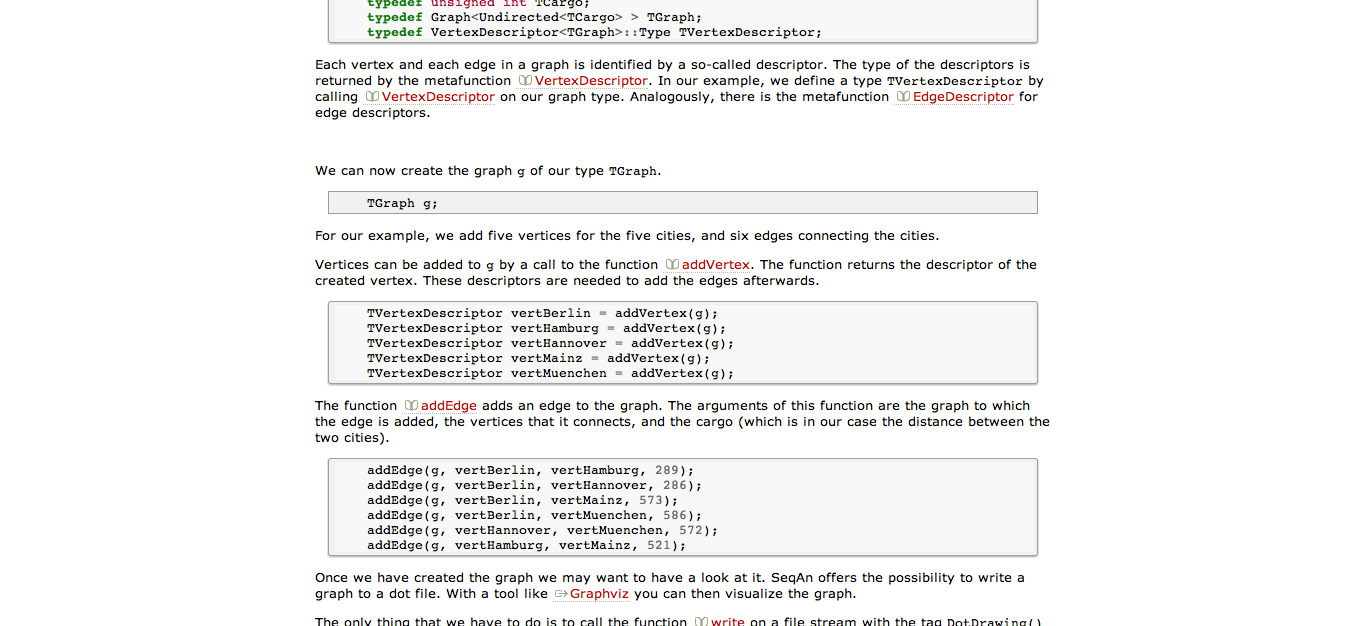 typedef unsigned int TCargo;
typedef Graph<Undirected<TCargo> > TGraph;
typedef VertexDescriptor<TGraph>::Type TVertexDescriptor;
Each vertex and each edge in a graph is identified by a so-called descriptor. The type of the descriptors is
returned by the metafunction VertexDescriptor. In our example, we define a type TVertexDescriptor by
calling VertexDescriptor on our graph type. Analogously, there is the metafunction EdgeDescriptor for
edge descriptors.
We can now create the graph g of our type TGraph.
TGraph g;
For our example, we add five vertices for the five cities, and six edges connecting the cities.
Vertices can be added to g by a call to the function addVertex. The function returns the descriptor of the
created vertex. These descriptors are needed to add the edges afterwards.
TVertexDescriptor vertBerlin = addVertex(g);
TVertexDescriptor vertHamburg = addVertex(g);
TVertexDescriptor vertHannover = addVertex(g);
TVertexDescriptor vertMainz = addVertex(g);
TVertexDescriptor vertMuenchen = addVertex(g);
The function addEdge adds an edge to the graph. The arguments of this function are the graph to which
the edge is added, the vertices that it connects, and the cargo (which is in our case the distance between the
two cities).
addEdge(g, vertBerlin, vertHamburg, 289);
addEdge(g, vertBerlin, vertHannover, 286);
addEdge(g, vertBerlin, vertMainz, 573);
addEdge(g, vertBerlin, vertMuenchen, 586);
addEdge(g, vertHannover, vertMuenchen, 572);
addEdge(g, vertHamburg, vertMainz, 521);
Once we have created the graph we may want to have a look at it. SeqAn offers the possibility to write a
graph to a dot file. With a tool like Graphviz you can then visualize the graph.
The only thing that we have to do is to call the function write on a file stream with the tag DotDrawing()